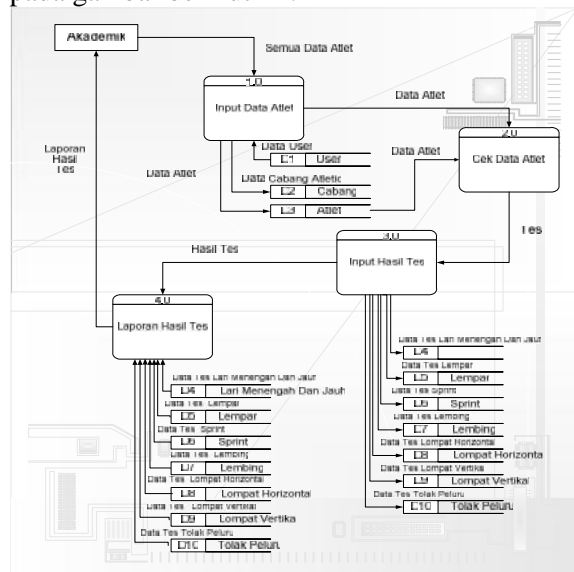 Akademik
Semua Data Atlet
1.0
Input Data Atlet
Data Atlet
2.0
Cek Data Atlet
Data User
D1 User
Data Atlet
Laporan
Hasil
Tes
Data Atlet
Data Cabang Atletic
D2 Cabang
D3 Atlet
Tes
3.0
Input Hasil Tes
Hasil Tes
4.0
Laporan Hasil Tes
Data Tes Lari Menengah Dan Jauh
D4
Data Tes Lempar
D5 Lempar
Data Tes Sprint
D6 Sprint
Data Tes Lembing
D7 Lembing
Data Tes Lompat Horizontal
D8 Lompat Horizonta
Data Tes Lompat Vertika
D9 Lompat Vertikal
Data Tes Tolak Peluru
D10 Tolak Peluru
Data Tes Lari Menengah Dan Jauh
D4 Lari Menengah Dan Jauh
Data Tes Lempar
D5 Lempar
Data Tes Sprint
D6 Sprint
Data Tes Lembing
D7 Lembing
Data Tes Lompat Horizontal
D8 Lompat Horizontal
Data Tes Lompat Vertikal
D9 Lompat Vertika
Data Tes Tolak Peluru
D10 Tolak Peluru